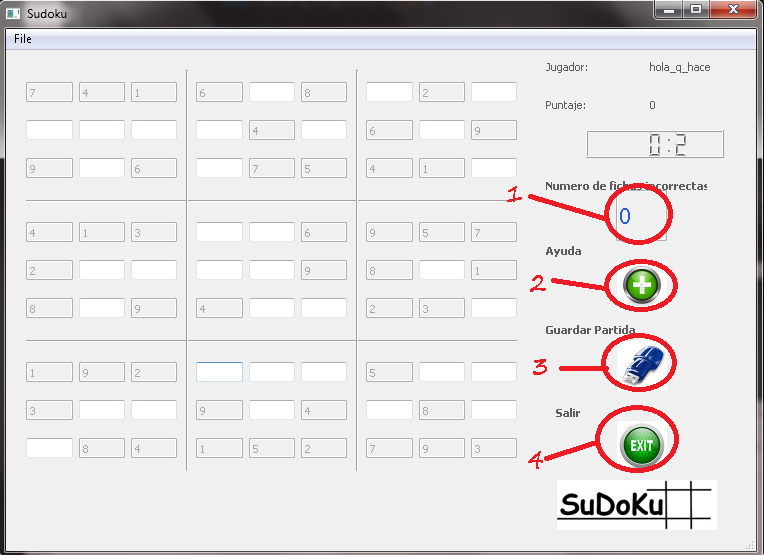 Sudoku
File
Jugador: hola_q_hace
Puntaje: 0
0:2
7 4 1 6 8 2
4 6 9
9 6 7 5 4 1
Numero de fichas incorrectas
1
0
4 1 3 6 9 5 7
Ayuda
2 9 8 1
2
8 9 4 2 3
Guardar Partida
3
1 9 2 5
3 9 4 8
Salir
4
EXIT
8 4 1 5 2 7 9 3
SuDoKu